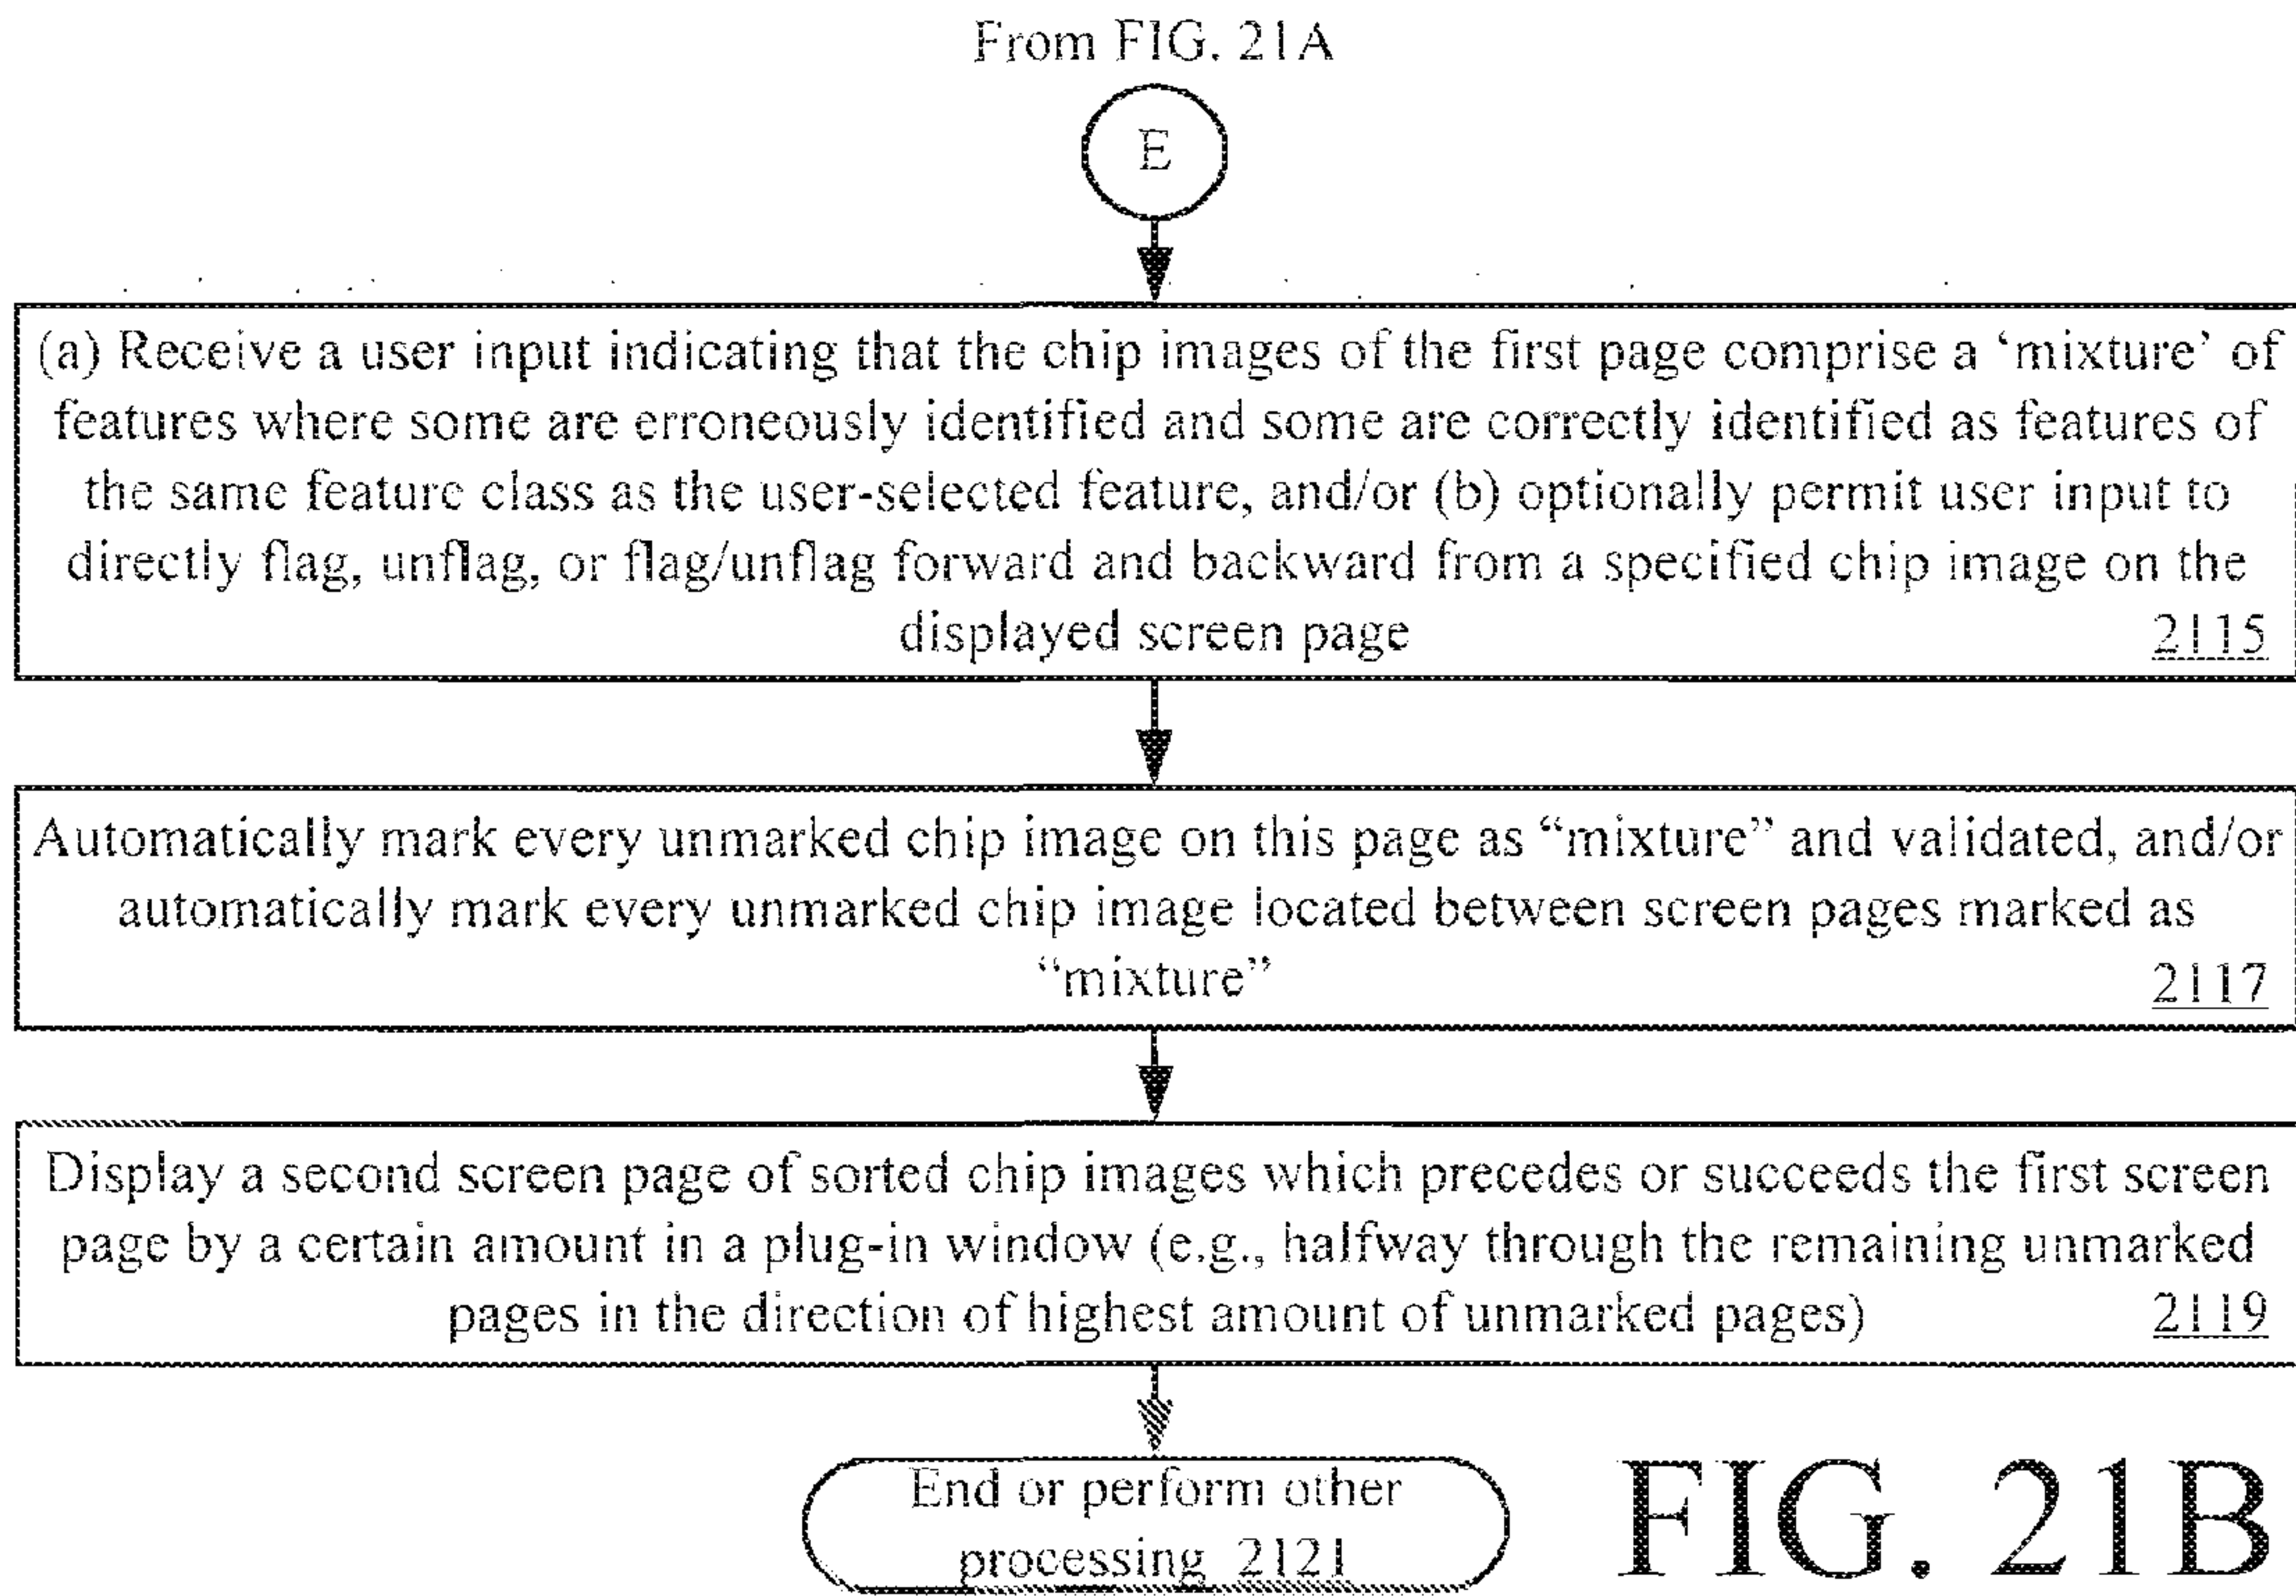 From FIG. 21A
E
(a) Receive a user input indicating that the chip images of the first page comprise a ‘mixture’ of
features where some are erroneously identified and some are correctly identified as features of
the same feature class as the user-selected feature, and/or (b) optionally permit user input to
directly flag, unflag, or flag/unflag forward and backward from a specified chip image on the
displayed screen page 2115
Automatically mark every unmarked chip image on this page as “mixture” and validated, and/or
automatically mark every unmarked chip image located between screen pages marked as
“mixture” 2117
Display a second screen page of sorted chip images which precedes or succeeds the first screen
page by a certain amount in a plug-in window (e.g., halfway through the remaining unmarked
pages in the direction of highest amount of unmarked pages) 2119
End or perform other
processing 2121
FIG. 21B